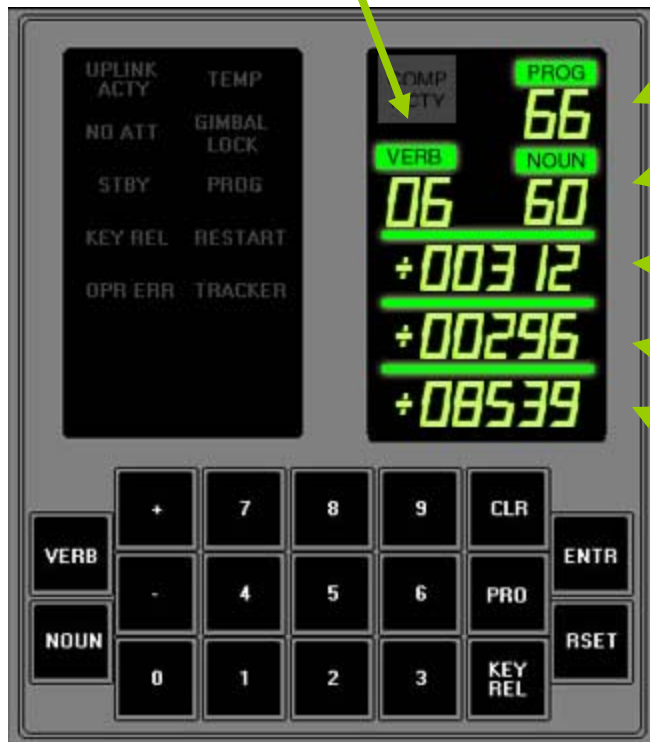 UPLINK ACTY TEMP
NO ATT GIMBAL LOCK
STBY PROG
KEY REL RESTART
OPR ERR TRACKER
COMP ACTY PROG
66
VERB NOUN
06 60
+00312
+00296
+08539
+ 7 8 9 CLR
VERB ENTR
- 4 5 6 PRO
NOUN RSET
0 1 2 3 KEY REL